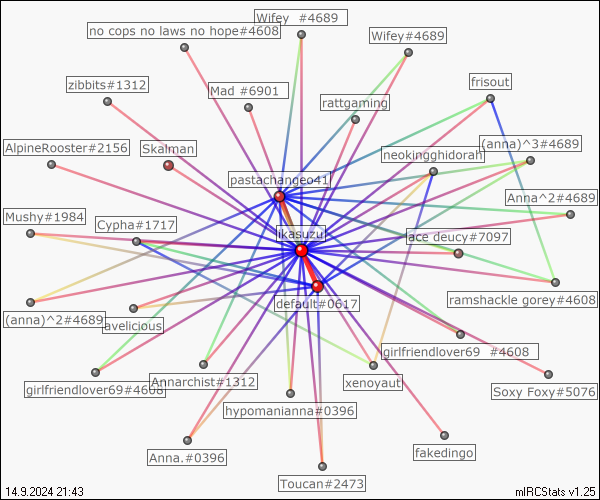 Wifey  #4689
no cops no laws no hope#4608
Wifey#4689
frisout
zibbits#1312
Mad #6901
rattgaming
(anna)^3#4689
AlpineRooster#2156
Skalman
neokingghidorah
pastachangeo41
Anna^2#4689
Mushy#1984
Cypha#1717
ikasuzu
ace deucy#7097
default#0617
ramshackle gorey#4608
(anna)^2#4689
lavelicious
girlfriendlover69  #4608
Annarchist#1312
xenoyaut
girlfriendlover69#4608
Soxy Foxy#5076
hypomanianna#0396
fakedingo
Anna.#0396
Toucan#2473
14.9.2024 21:43
mIRCStats v1.25